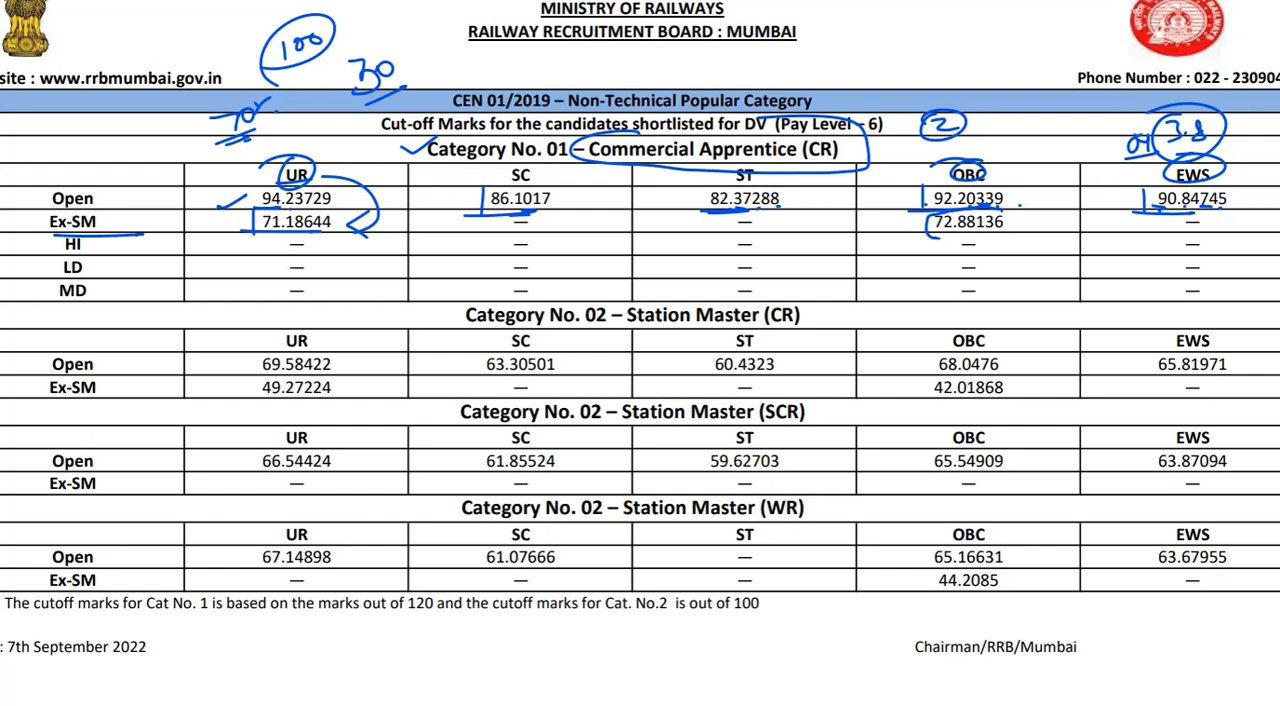 MINISTRY OF RAILWAYS
RAILWAY RECRUITMENT BOARD : MUMBAI
100
30
site : www.rrbmumbai.gov.in
Phone Number : 022 - 230904
CEN 01/2019 – Non-Technical Popular Category
70%
Cut-off Marks for the candidates shortlisted for DV (Pay Level – 6)
2
3.8
Category No. 01 – Commercial Apprentice (CR)
UR SC ST OBC EWS
Open 94.23729 86.1017 82.37288 92.20339 90.84745
Ex-SM 71.18644 — — 72.88136 —
HI — — — — —
LD — — — — —
MD — — — — —
Category No. 02 – Station Master (CR)
UR SC ST OBC EWS
Open 69.58422 63.30501 60.4323 68.0476 65.81971
Ex-SM 49.27224 — — 42.01868 —
Category No. 02 – Station Master (SCR)
UR SC ST OBC EWS
Open 66.54424 61.85524 59.62703 65.54909 63.87094
Ex-SM — — — — —
Category No. 02 – Station Master (WR)
UR SC ST OBC EWS
Open 67.14898 61.07666 — 65.16631 63.67955
Ex-SM — — — 44.2085 —
The cutoff marks for Cat No. 1 is based on the marks out of 120 and the cutoff marks for Cat. No.2 is out of 100
: 7th September 2022
Chairman/RRB/Mumbai